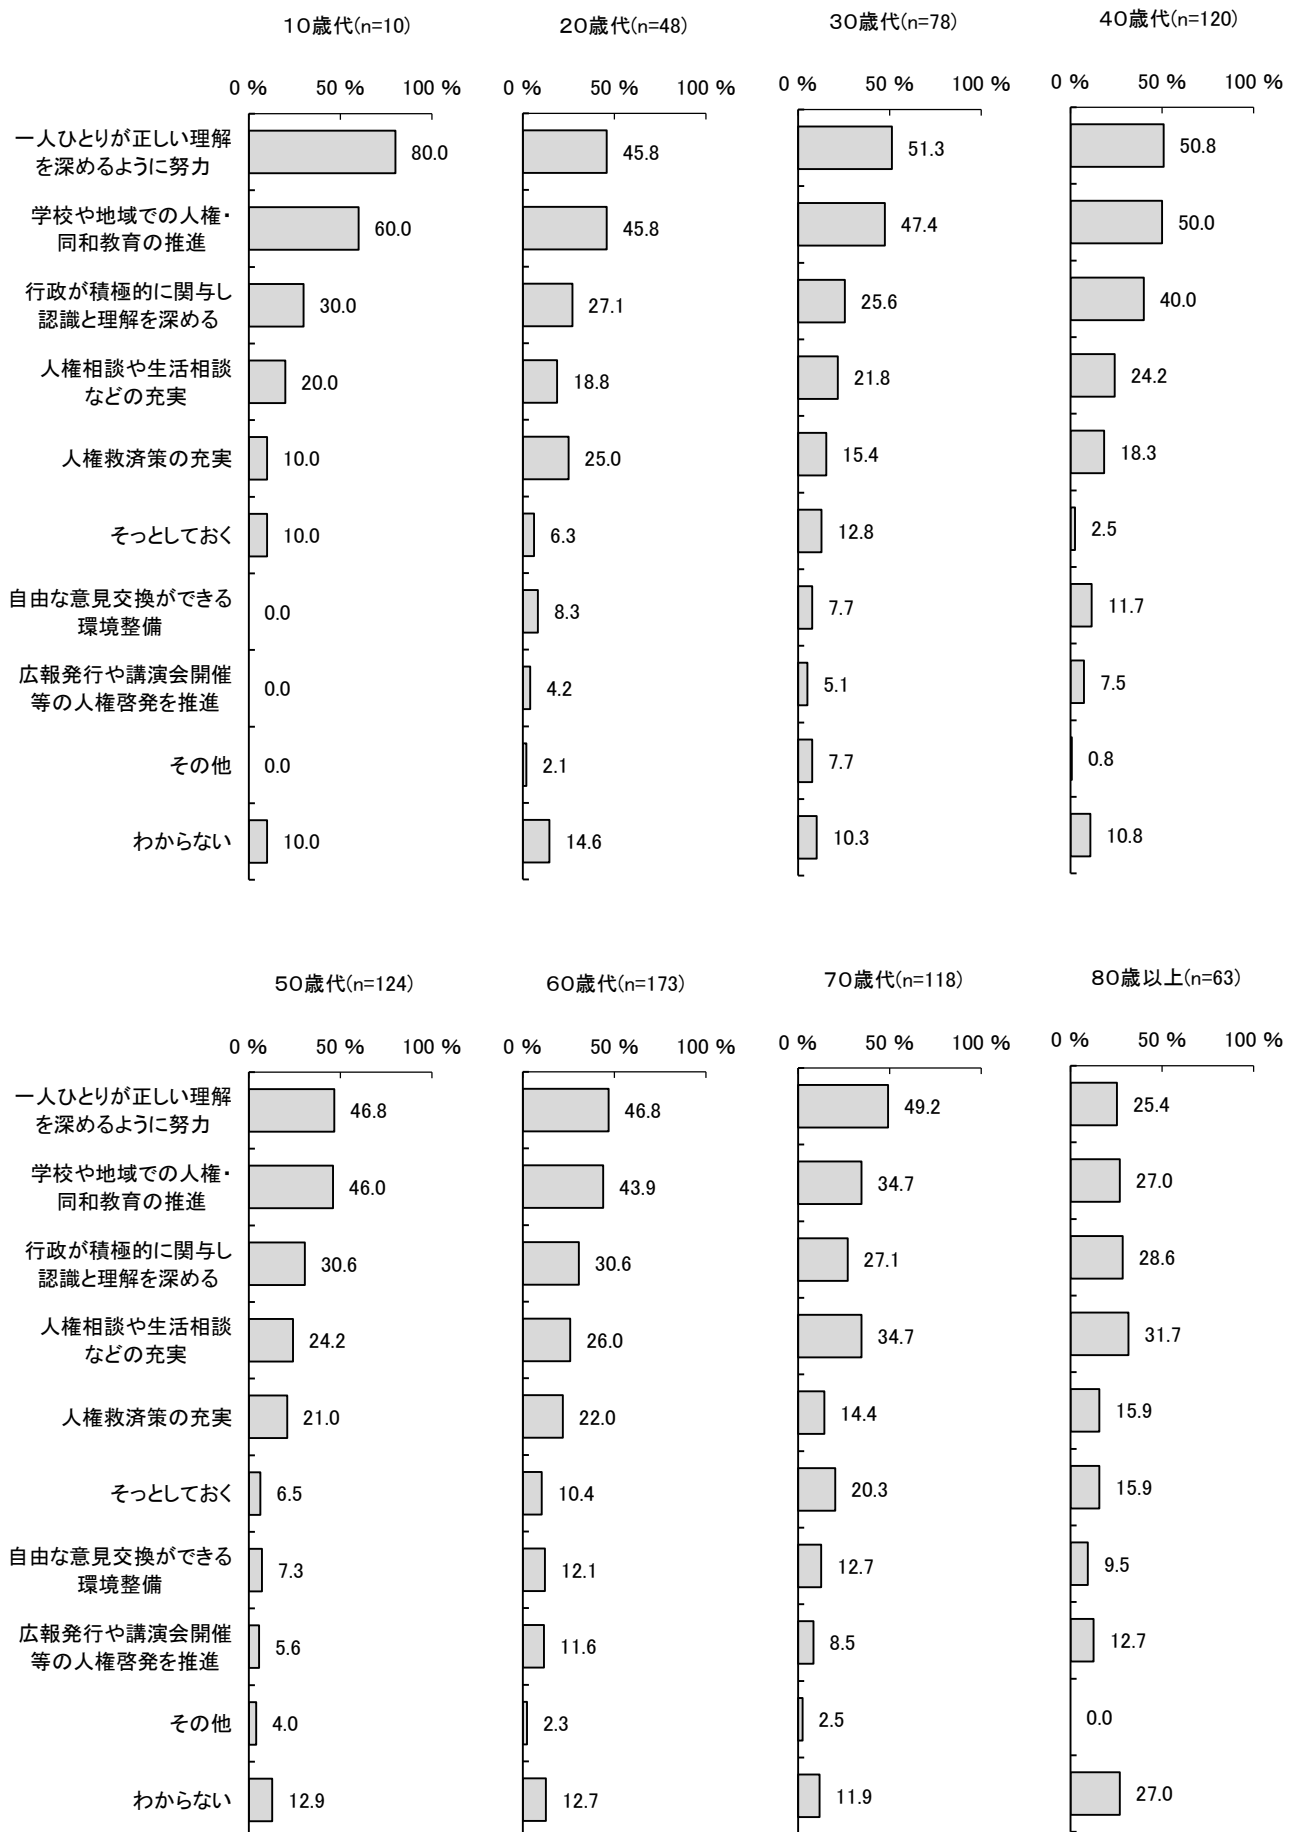 10歳代(n=10)
20歳代(n=48)
30歳代(n=78)
40歳代(n=120)
0 % 50 % 100 %
0 % 50 % 100 %
0 % 50 % 100 %
0 % 50 % 100 %
一人ひとりが正しい理解
を深めるように努力
80.0 45.8 51.3 50.8
学校や地域での人権・
同和教育の推進
60.0 45.8 47.4 50.0
行政が積極的に関与し
認識と理解を深める
30.0 27.1 25.6 40.0
人権相談や生活相談
などの充実
20.0 18.8 21.8 24.2
人権救済策の充実
10.0 25.0 15.4 18.3
そっとしておく
10.0 6.3 12.8 2.5
自由な意見交換ができる
環境整備
0.0 8.3 7.7 11.7
広報発行や講演会開催
等の人権啓発を推進
0.0 4.2 5.1 7.5
その他
0.0 2.1 7.7 0.8
わからない
10.0 14.6 10.3 10.8
50歳代(n=124)
60歳代(n=173)
70歳代(n=118)
80歳以上(n=63)
0 % 50 % 100 %
0 % 50 % 100 %
0 % 50 % 100 %
0 % 50 % 100 %
一人ひとりが正しい理解
を深めるように努力
46.8 46.8 49.2 25.4
学校や地域での人権・
同和教育の推進
46.0 43.9 34.7 27.0
行政が積極的に関与し
認識と理解を深める
30.6 30.6 27.1 28.6
人権相談や生活相談
などの充実
24.2 26.0 34.7 31.7
人権救済策の充実
21.0 22.0 14.4 15.9
そっとしておく
6.5 10.4 20.3 15.9
自由な意見交換ができる
環境整備
7.3 12.1 12.7 9.5
広報発行や講演会開催
等の人権啓発を推進
5.6 11.6 8.5 12.7
その他
4.0 2.3 2.5 0.0
わからない
12.9 12.7 11.9 27.0